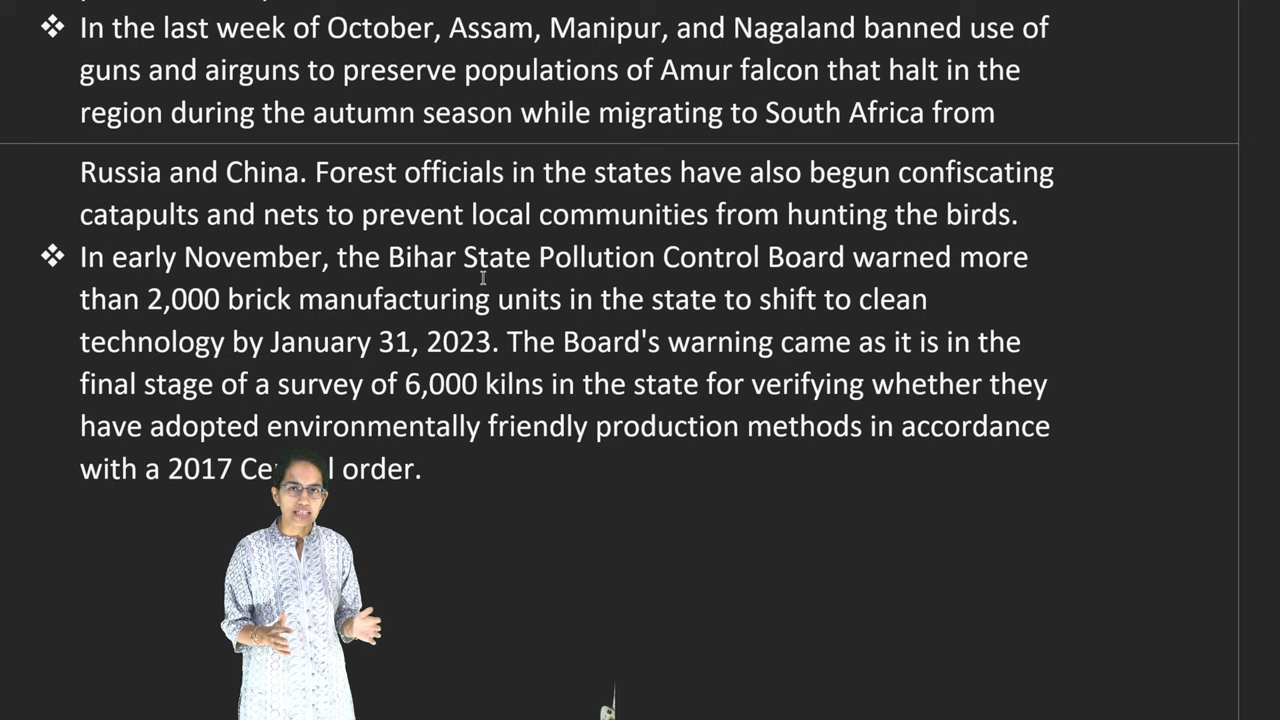 ❖ In the last week of October, Assam, Manipur, and Nagaland banned use of
guns and airguns to preserve populations of Amur falcon that halt in the
region during the autumn season while migrating to South Africa from
Russia and China. Forest officials in the states have also begun confiscating
catapults and nets to prevent local communities from hunting the birds.
❖ In early November, the Bihar State Pollution Control Board warned more
than 2,000 brick manufacturing units in the state to shift to clean
technology by January 31, 2023. The Board's warning came as it is in the
final stage of a survey of 6,000 kilns in the state for verifying whether they
have adopted environmentally friendly production methods in accordance
with a 2017 order.